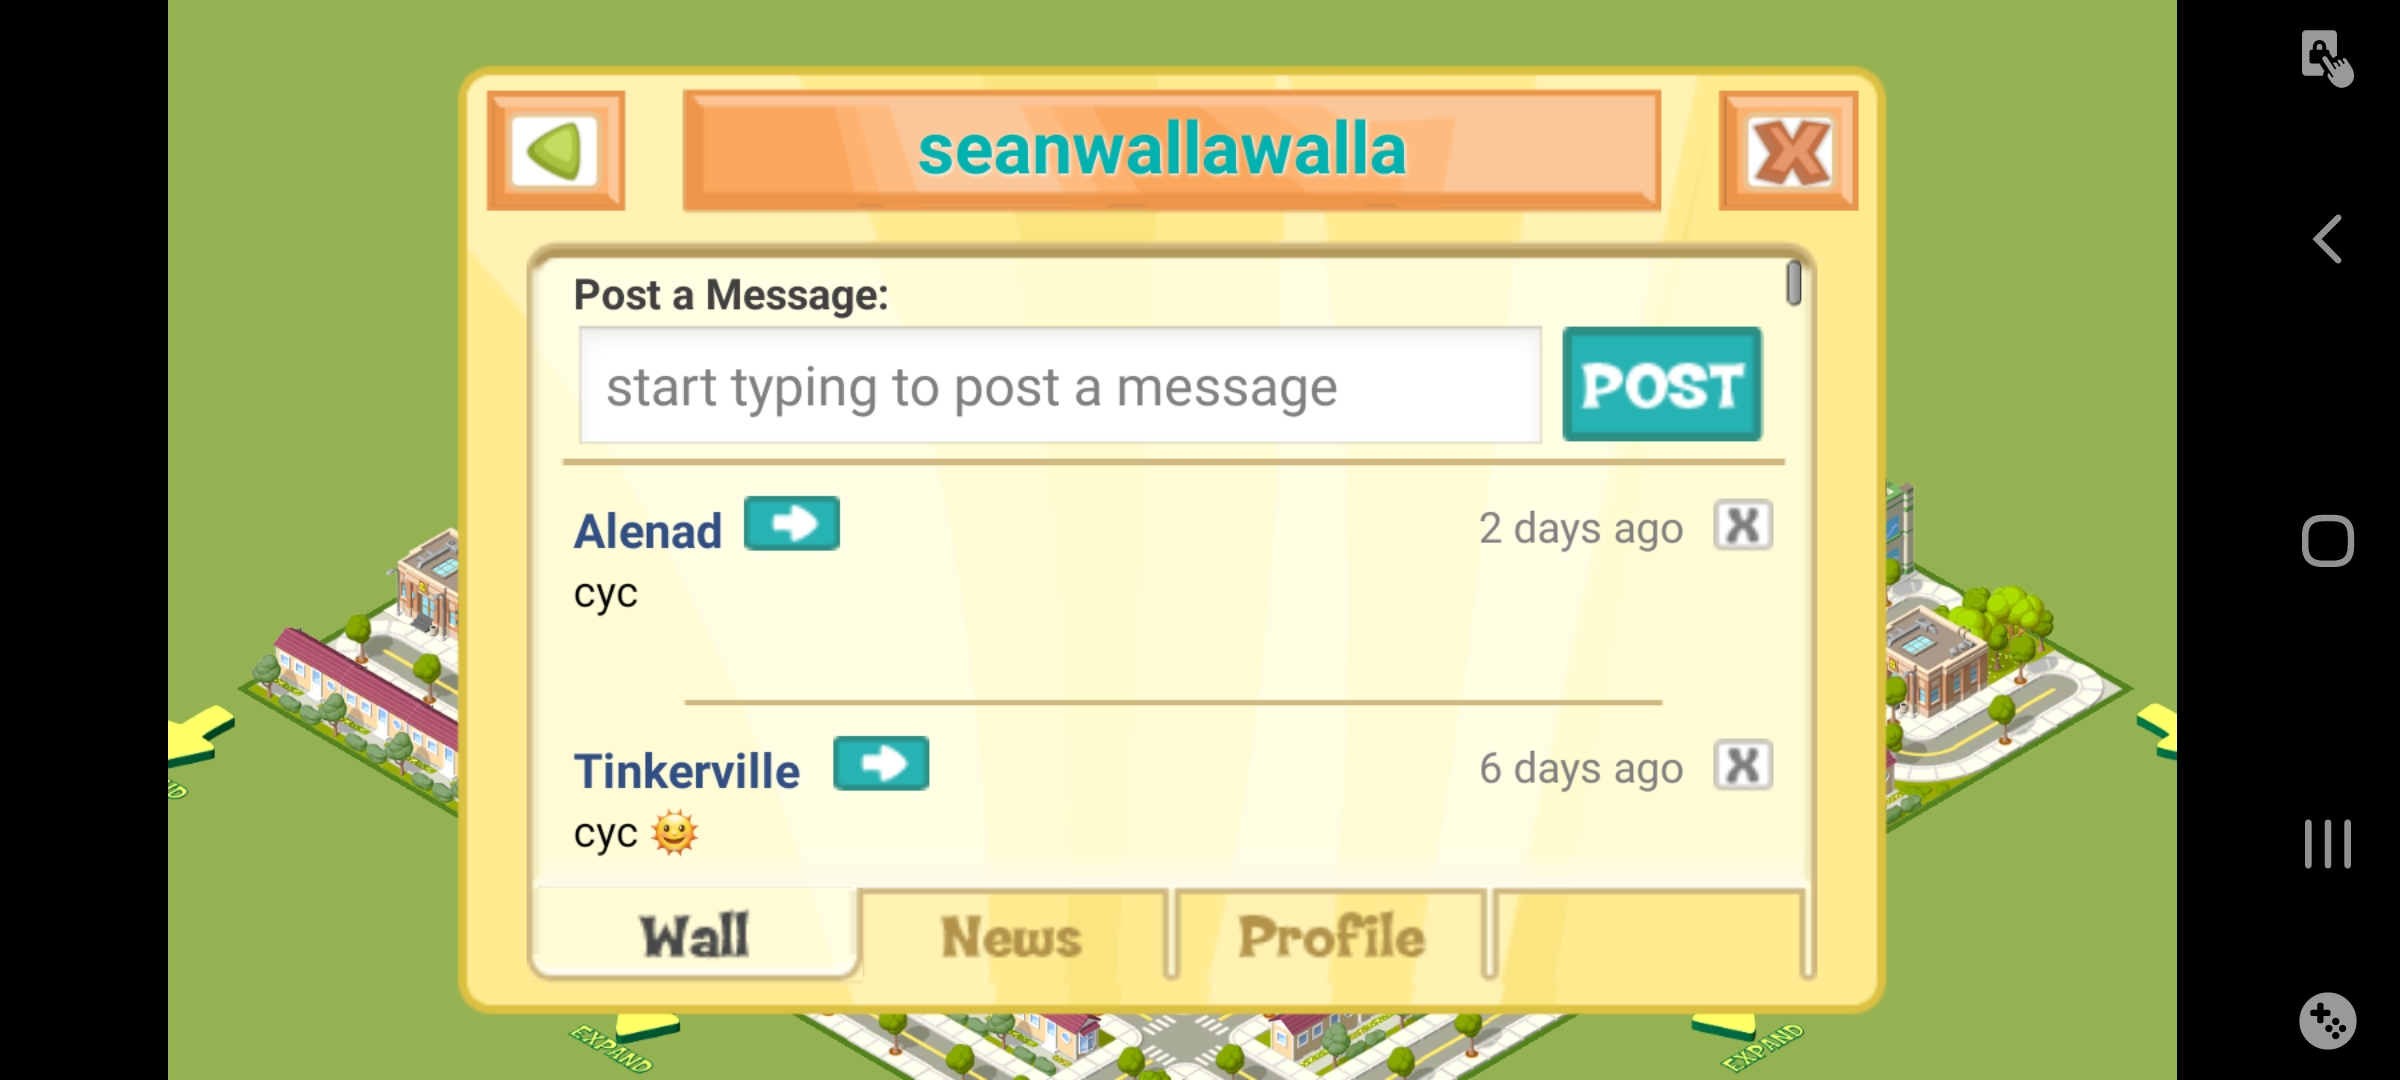 seanwallawalla
Post a Message:
start typing to post a message
POST
Alenad
2 days ago
cyc
Tinkerville
6 days ago
cyc 🌞
Wall
News
Profile
EXPAND
EXPAND